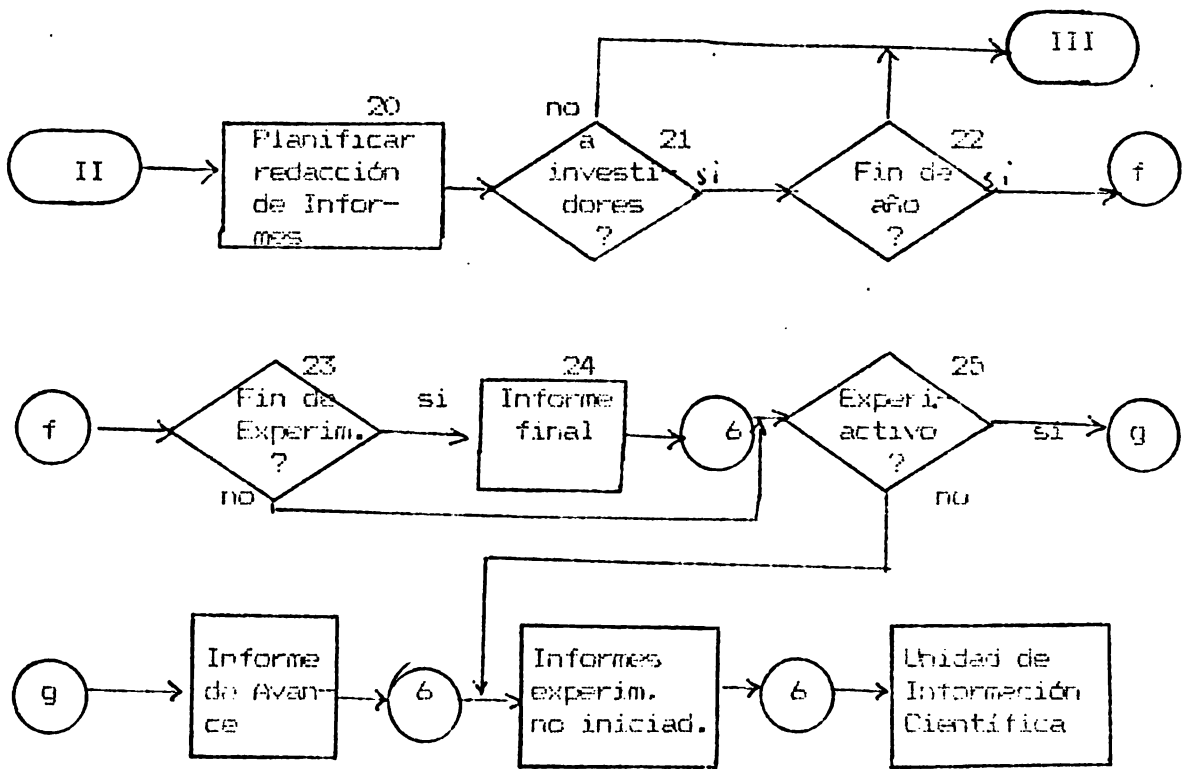 III
20
no
II
Planificar
redacción
de Infor-
mes
a
investi-
dores
?
21
si
22
Fin de
año
?
si
f
f
23
Fin de
Experim.
?
si
no
24
Informe
final
6
25
Experi-
activo
?
si
no
g
g
Informe
de Avan-
ce
6
Informes
experim.
no iniciad.
6
Unidad de
Información
Científica